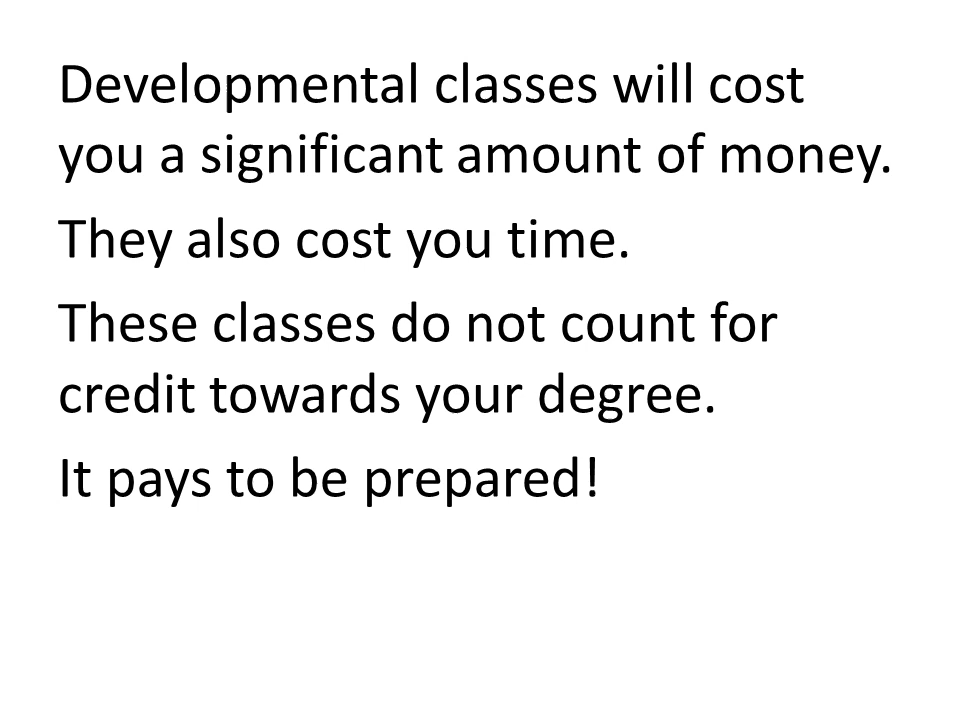 Developmental classes will cost
you a significant amount of money.
They also cost you time.
These classes do not count for
credit towards your degree.
It pays to be prepared!